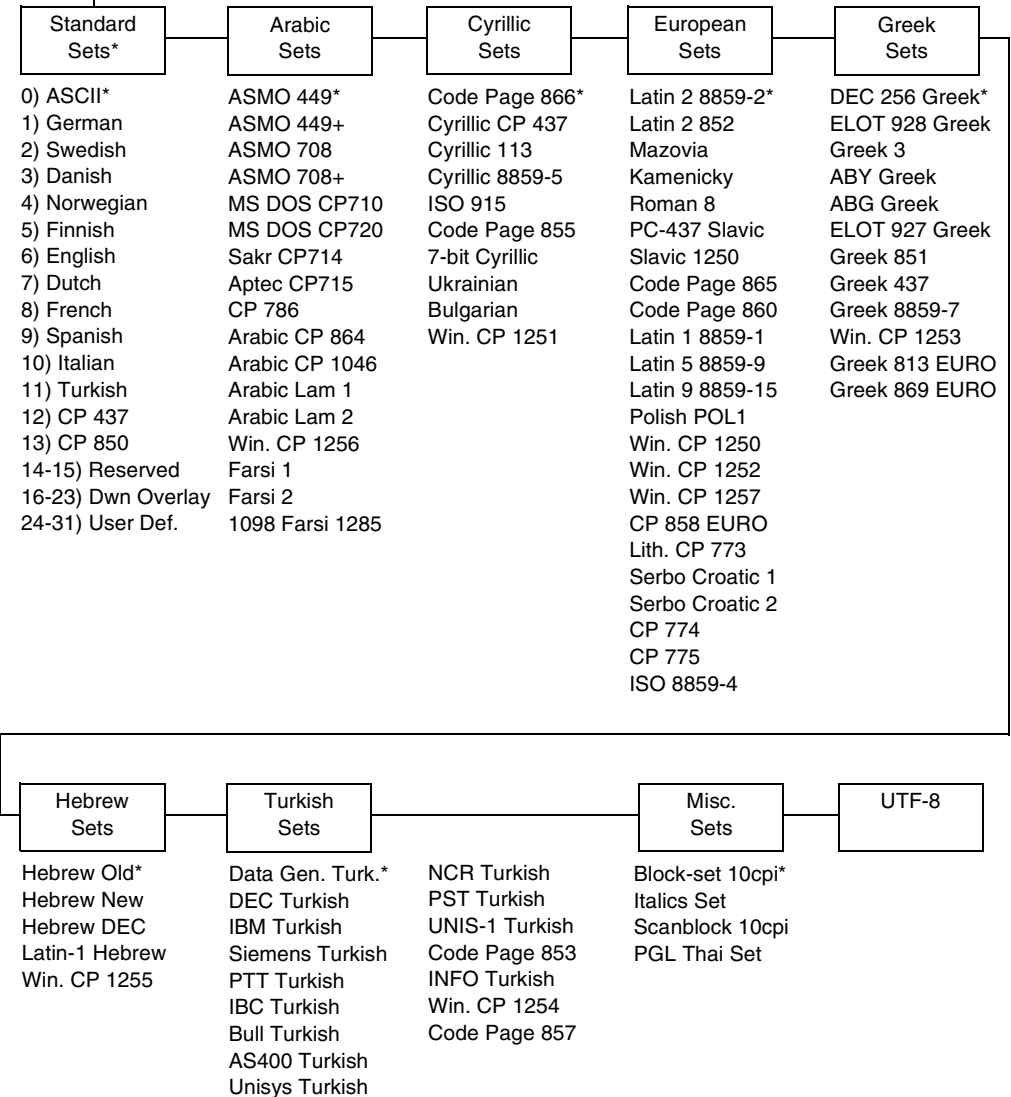 Standard
Sets*
0) ASCII*
1) German
2) Swedish
3) Danish
4) Norwegian
5) Finnish
6) English
7) Dutch
8) French
9) Spanish
10) Italian
11) Turkish
12) CP 437
13) CP 850
14-15) Reserved
16-23) Dwn Overlay
24-31) User Def.
Arabic
Sets
ASMO 449*
ASMO 449+
ASMO 708
ASMO 708+
MS DOS CP710
MS DOS CP720
Sakr CP714
Aptec CP715
CP 786
Arabic CP 864
Arabic CP 1046
Arabic Lam 1
Arabic Lam 2
Win. CP 1256
Farsi 1
Farsi 2
1098 Farsi 1285
Cyrillic
Sets
Code Page 866*
Cyrillic CP 437
Cyrillic 113
Cyrillic 8859-5
ISO 915
Code Page 855
7-bit Cyrillic
Ukrainian
Bulgarian
Win. CP 1251
European
Sets
Latin 2 8859-2*
Latin 2 852
Mazovia
Kamenicky
Roman 8
PC-437 Slavic
Slavic 1250
Code Page 865
Code Page 860
Latin 1 8859-1
Latin 5 8859-9
Latin 9 8859-15
Polish POL1
Win. CP 1250
Win. CP 1252
Win. CP 1257
CP 858 EURO
Lith. CP 773
Serbo Croatic 1
Serbo Croatic 2
CP 774
CP 775
ISO 8859-4
Greek
Sets
DEC 256 Greek*
ELOT 928 Greek
Greek 3
ABY Greek
ABG Greek
ELOT 927 Greek
Greek 851
Greek 437
Greek 8859-7
Win. CP 1253
Greek 813 EURO
Greek 869 EURO
Hebrew
Sets
Hebrew Old*
Hebrew New
Hebrew DEC
Latin-1 Hebrew
Win. CP 1255
Turkish
Sets
Data Gen. Turk.*
DEC Turkish
IBM Turkish
Siemens Turkish
PTT Turkish
IBC Turkish
Bull Turkish
AS400 Turkish
Unisys Turkish
NCR Turkish
PST Turkish
UNIS-1 Turkish
Code Page 853
INFO Turkish
Win. CP 1254
Code Page 857
Misc.
Sets
Block-set 10cpi*
Italics Set
Scanblock 10cpi
PGL Thai Set
UTF-8